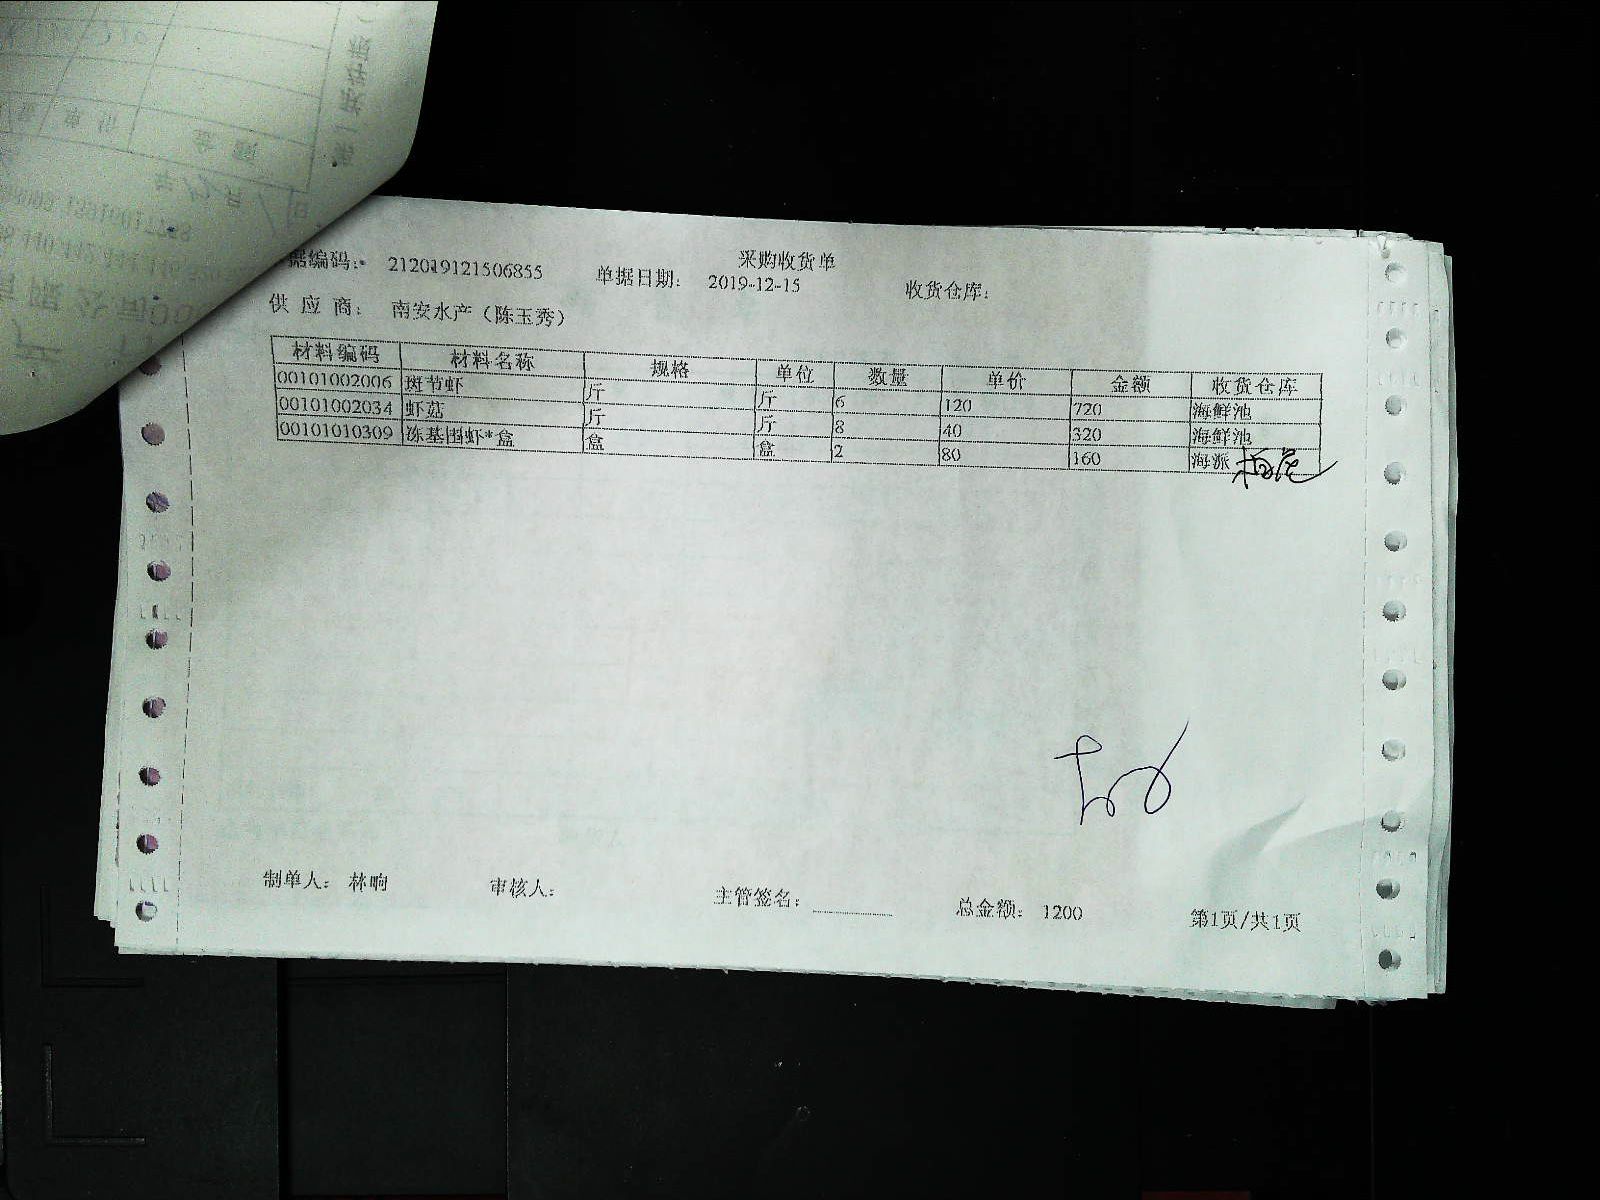 采购收货单
据编码: 212019121506855 单据日期: 2019-12-15 收货仓库:
供应商: 南安水产（陈玉秀）
材料编码 材料名称 规格 单位 数量 单价 金额 收货仓库
00101002006 斑节虾 斤 斤 6 120 720 海鲜池
00101002034 虾菇 斤 斤 8 40 320 海鲜池
00101010309 冻基围虾*盒 盒 盒 2 80 160 海派
制单人: 林晌 审核人: 主管签名: 总金额: 1200 第1页/共1页